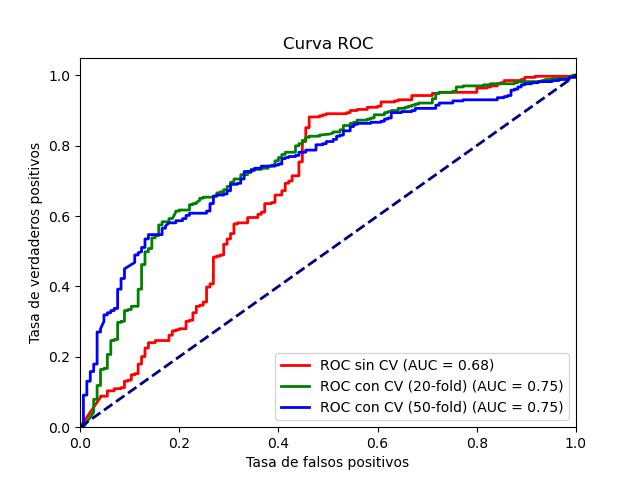 Curva ROC
Tasa de verdaderos positivos
1.0
0.8
0.6
0.4
0.2
0.0
ROC sin CV (AUC = 0.68)
ROC con CV (20-fold) (AUC = 0.75)
ROC con CV (50-fold) (AUC = 0.75)
0.0 0.2 0.4 0.6 0.8 1.0
Tasa de falsos positivos